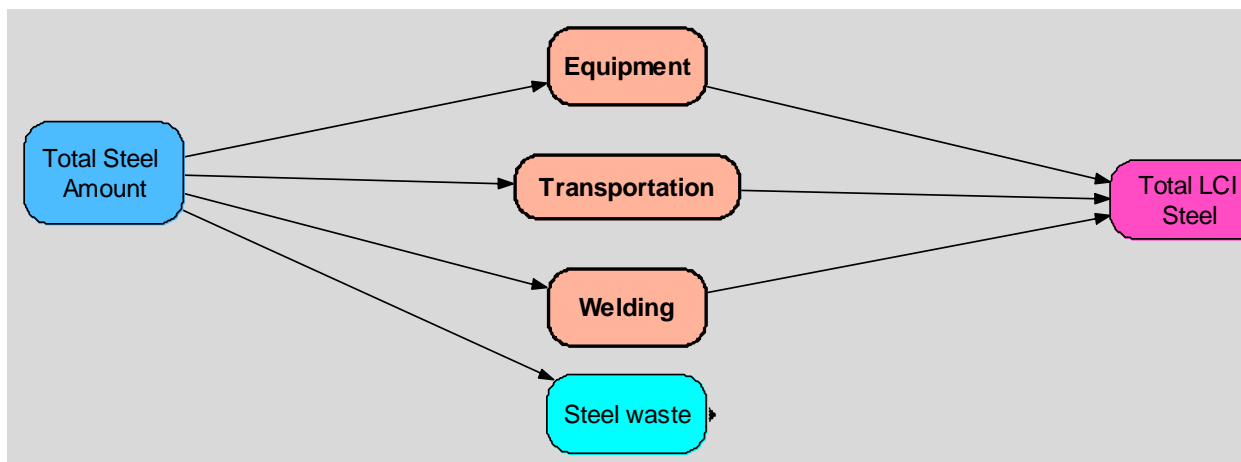 Total Steel
Amount
Equipment
Transportation
Welding
Steel waste
Total LCI
Steel